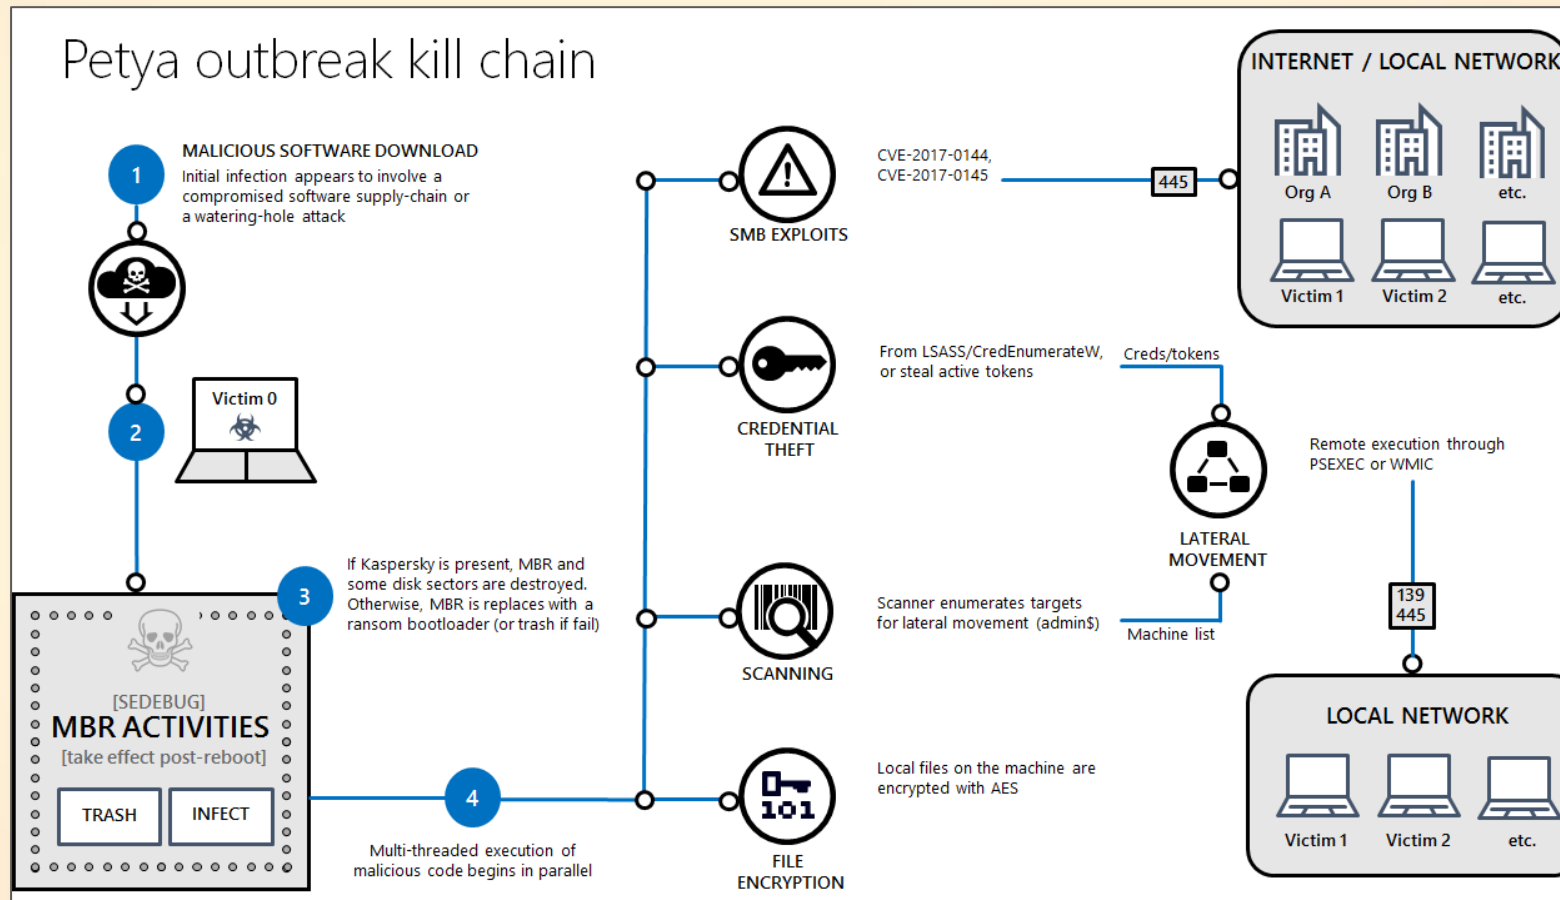 Petya outbreak kill chain
1
MALICIOUS SOFTWARE DOWNLOAD
Initial infection appears to involve a
compromised software supply-chain or
a watering-hole attack
2
Victim 0
3
If Kaspersky is present, MBR and
some disk sectors are destroyed.
Otherwise, MBR is replaces with a
ransom bootloader (or trash if fail)
[SEDEBUG]
MBR ACTIVITIES
[take effect post-reboot]
TRASH
INFECT
4
Multi-threaded execution of
malicious code begins in parallel
SMB EXPLOITS
CVE-2017-0144,
CVE-2017-0145
445
INTERNET / LOCAL NETWORK
Org A
Org B
etc.
Victim 1
Victim 2
etc.
CREDENTIAL
THEFT
From LSASS/CredEnumerateW,
or steal active tokens
Creds/tokens
LATERAL
MOVEMENT
SCANNING
Scanner enumerates targets
for lateral movement (admin$)
Machine list
Remote execution through
PSEXEC or WMIC
139
445
LOCAL NETWORK
Victim 1
Victim 2
etc.
101
FILE
ENCRYPTION
Local files on the machine are
encrypted with AES